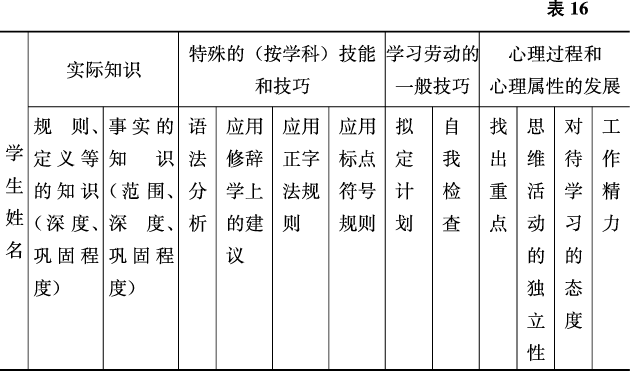 表 16
学生姓名
实际知识
特殊的（按学科）技能
和技巧
学习劳动的
一般技巧
心理过程和
心理属性的发展
规则、
定义等
的知识
（深度、
巩固程
度）
事实的
知识
（范围、
深度、
巩固程
度）
语法分析
应用
修辞
学上
的建
议
应用
正字
法规
则
应用
标点
符号
规则
拟定计划
自我检查
找出重点
思维活动的独立性
对待学习的态度
工作精力